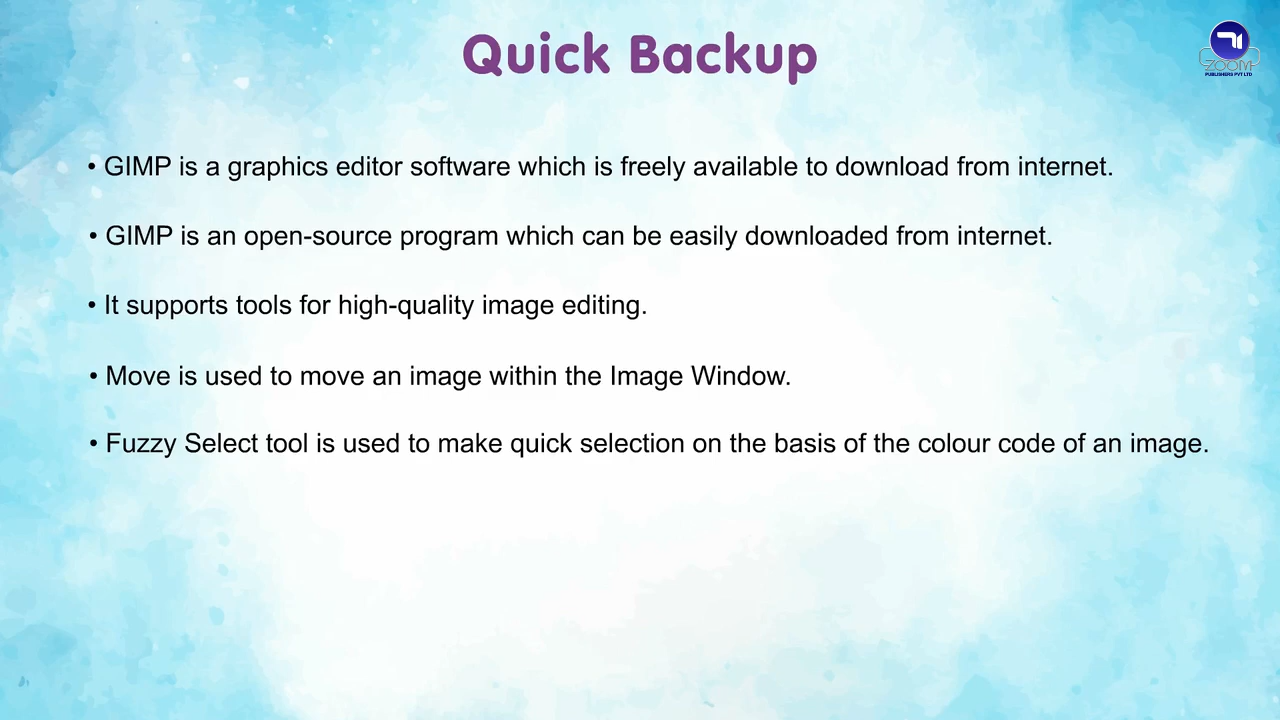 Quick Backup
ZOOM
PUBLISHERS PVT LTD
• GIMP is a graphics editor software which is freely available to download from internet.
• GIMP is an open-source program which can be easily downloaded from internet.
• It supports tools for high-quality image editing.
• Move is used to move an image within the Image Window.
• Fuzzy Select tool is used to make quick selection on the basis of the colour code of an image.